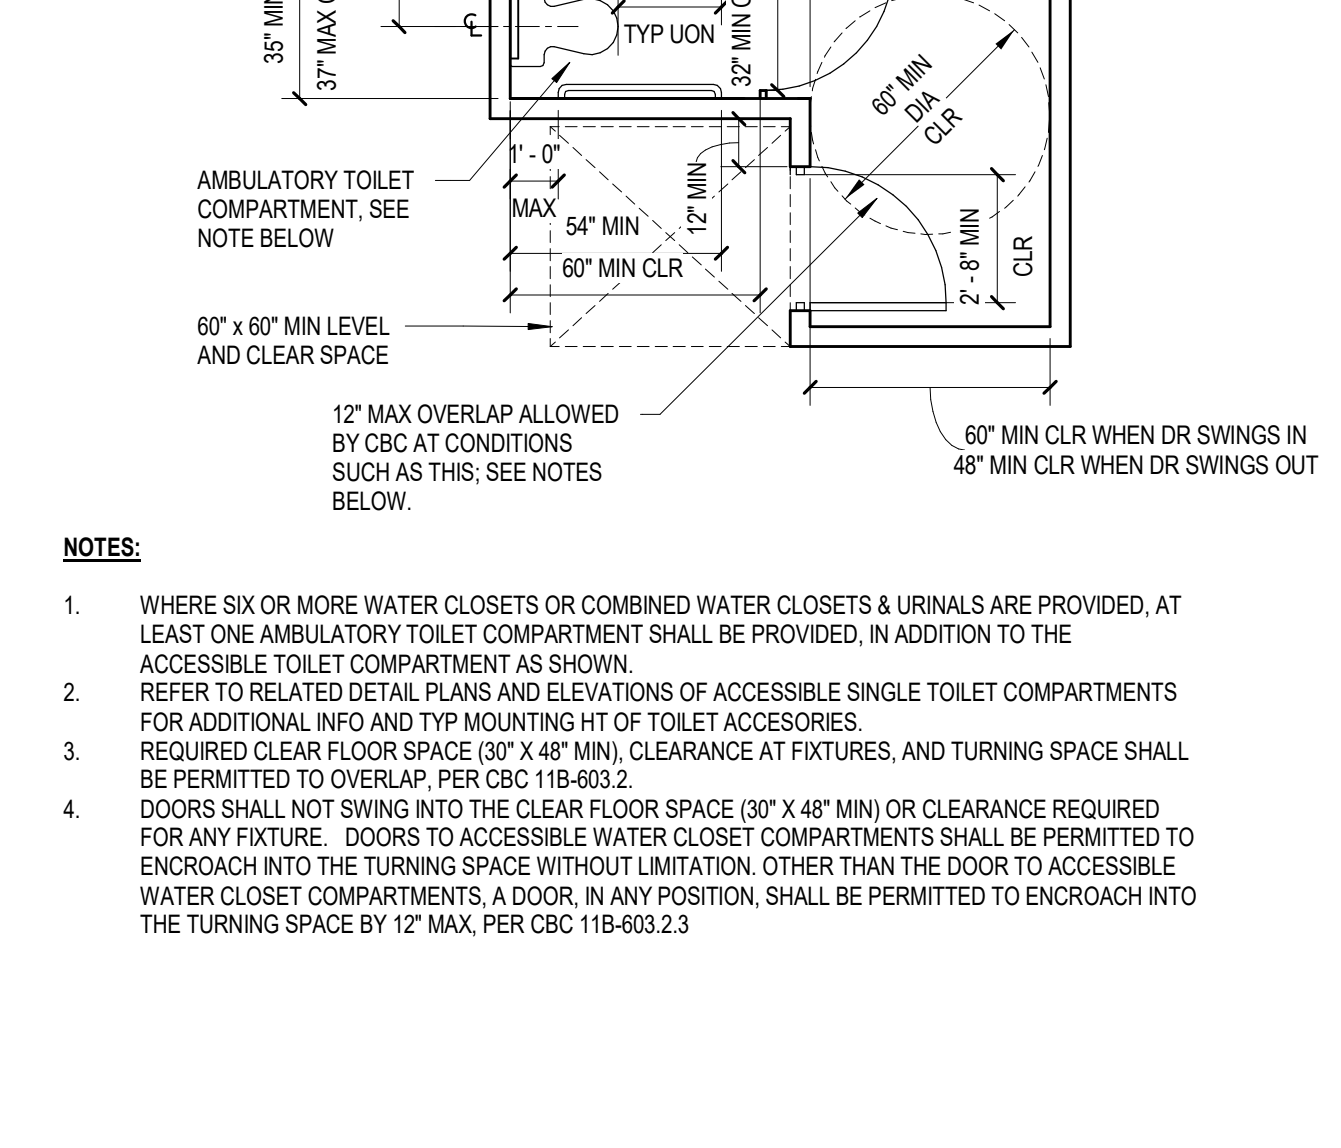 35" MIN
37" MAX
℄
TYP UON
32" MIN
60" MIN
DIA
CLR
1' - 0"
MAX
12" MIN
54" MIN
60" MIN CLR
2' - 8" MIN
CLR
AMBULATORY TOILET
COMPARTMENT, SEE
NOTE BELOW
60" x 60" MIN LEVEL
AND CLEAR SPACE
12" MAX OVERLAP ALLOWED
BY CBC AT CONDITIONS
SUCH AS THIS; SEE NOTES
BELOW.
60" MIN CLR WHEN DR SWINGS IN
48" MIN CLR WHEN DR SWINGS OUT
NOTES:
1. WHERE SIX OR MORE WATER CLOSETS OR COMBINED WATER CLOSETS & URINALS ARE PROVIDED, AT
LEAST ONE AMBULATORY TOILET COMPARTMENT SHALL BE PROVIDED, IN ADDITION TO THE
ACCESSIBLE TOILET COMPARTMENT AS SHOWN.
2. REFER TO RELATED DETAIL PLANS AND ELEVATIONS OF ACCESSIBLE SINGLE TOILET COMPARTMENTS
FOR ADDITIONAL INFO AND TYP MOUNTING HT OF TOILET ACCESORIES.
3. REQUIRED CLEAR FLOOR SPACE (30" X 48" MIN), CLEARANCE AT FIXTURES, AND TURNING SPACE SHALL
BE PERMITTED TO OVERLAP, PER CBC 11B-603.2.
4. DOORS SHALL NOT SWING INTO THE CLEAR FLOOR SPACE (30" X 48" MIN) OR CLEARANCE REQUIRED
FOR ANY FIXTURE. DOORS TO ACCESSIBLE WATER CLOSET COMPARTMENTS SHALL BE PERMITTED TO
ENCROACH INTO THE TURNING SPACE WITHOUT LIMITATION. OTHER THAN THE DOOR TO ACCESSIBLE
WATER CLOSET COMPARTMENTS, A DOOR, IN ANY POSITION, SHALL BE PERMITTED TO ENCROACH INTO
THE TURNING SPACE BY 12" MAX, PER CBC 11B-603.2.3